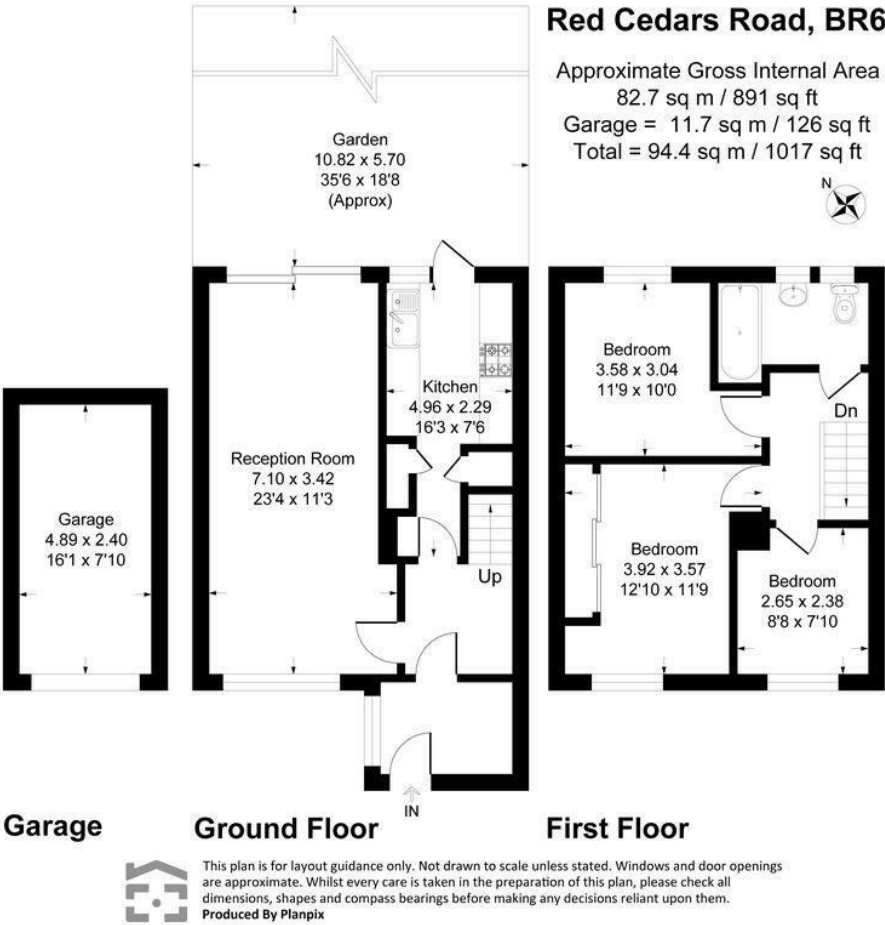 Red Cedars Road, BR6
Approximate Gross Internal Area
82.7 sq m / 891 sq ft
Garage = 11.7 sq m / 126 sq ft
Total = 94.4 sq m / 1017 sq ft
N
Garden
10.82 x 5.70
35'6 x 18'8
(Approx)
Kitchen
4.96 x 2.29
16'3 x 7'6
Reception Room
7.10 x 3.42
23'4 x 11'3
Up
IN
Garage
4.89 x 2.40
16'1 x 7'10
Bedroom
3.58 x 3.04
11'9 x 10'0
Dn
Bedroom
3.92 x 3.57
12'10 x 11'9
Bedroom
2.65 x 2.38
8'8 x 7'10
Garage
Ground Floor
First Floor
This plan is for layout guidance only. Not drawn to scale unless stated. Windows and door openings
are approximate. Whilst every care is taken in the preparation of this plan, please check all
dimensions, shapes and compass bearings before making any decisions reliant upon them.
Produced By Planpix